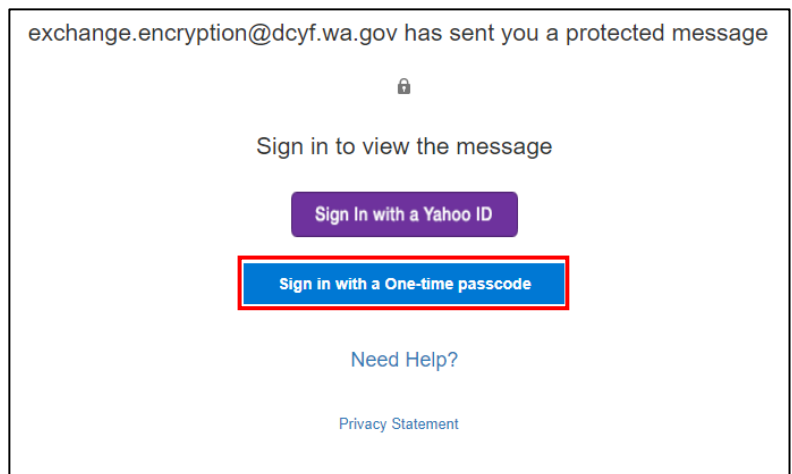 exchange.encryption@dcyf.wa.gov has sent you a protected message
Sign in to view the message
Sign In with a Yahoo ID
Sign in with a One-time passcode
Need Help?
Privacy Statement